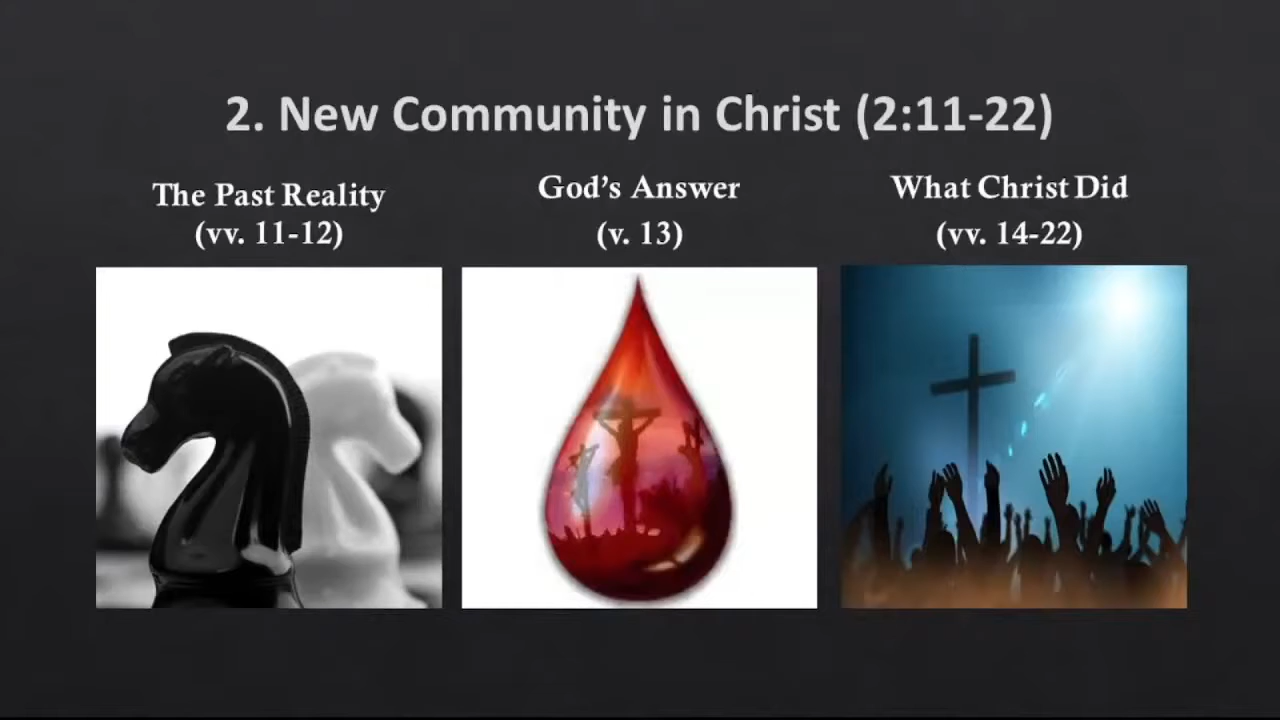 2. New Community in Christ (2:11-22)
The Past Reality
(vv. 11-12)
God’s Answer
(v. 13)
What Christ Did
(vv. 14-22)